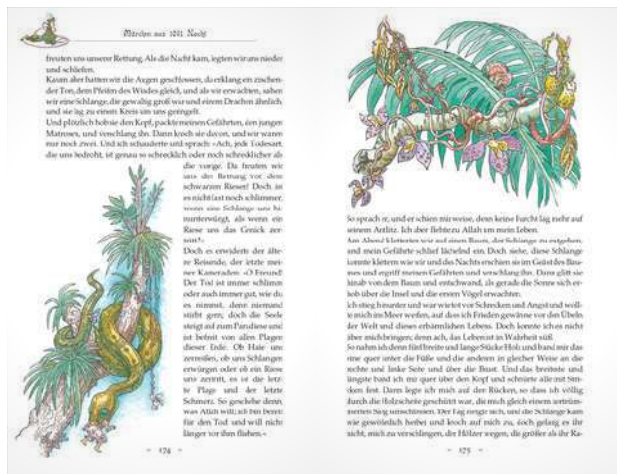 Märchen aus 1001 Nacht
freuten uns unserer Rettung. Als die Nacht kam, legten wir uns nieder
und schliefen.
Kaum aber hatten wir die Augen geschlossen, da erklang ein zischen-
der Ton, dem Pfeifen des Windes gleich, und als wir erwachten, sahen
wir eine Schlange, die gewaltig groß war und einem Drachen ähnlich,
und sie lag zu einem Kreis um uns geringelt.
Und plötzlich hob sie den Kopf, packte meinen Gefährten, den jungen
Matrosen, und verschlang ihn. Dann kroch sie davon, und wir waren
nur noch zwei. Und ich schauderte und sprach: »Ach, jede Todesart,
die uns bedroht, ist genau so schrecklich oder noch schrecklicher als
die vorige. Da freuten wir
uns der Rettung vor dem
schwarzen Riesen! Doch ist
es nicht fast noch schlimmer,
wenn eine Schlange uns hi-
nunterwürgt, als wenn ein
Riese uns das Genick zer-
Doch es erwiderte der älte-
re Reisende, der letzte mei-
ner Kameraden: »O Freund!
Der Tod ist immer schlimm
oder auch immer gut, wie du
es nimmst, denn niemand
stirbt gern, doch die Seele
steigt auf zum Paradiese und
ist befreit von allen Plagen
dieser Erde. Ob Haie uns
zerreißen, ob uns Schlangen
erwürgen oder ob ein Riese
uns zerreißt, es ist die letz-
te Plage und der letzte
Schmerz. So geschehe denn,
was Allah will; ich bin bereit
für den Tod und will nicht
länger vor ihm fliehen.«
174
So sprach er, und er schien mir weise, denn keine Furcht lag mehr auf
seinem Antlitz. Ich aber flehte zu Allah um mein Leben.
Am Abend kletterten wir auf einen Baum, der Schlange zu entgehen,
und mein Gefährte schlief lächelnd ein. Doch siehe, diese Schlange
konnte klettern wie wir und des Nachts erschien sie im Geäst des Bau-
mes und ergriff meinen Gefährten und verschlang ihn. Dann glitt sie
hinab von dem Baum und entschwand, als gerade die Sonne sich er-
hob über die Insel und die ersten Vögel erwachten.
Ich stieg hinunter und war wie tot vor Schrecken und Angst und woll-
te mich ins Meer werfen, auf dass ich Frieden gewänne vor den Übeln
der Welt und dieses erbärmlichen Lebens. Doch konnte ich es nicht
über mich bringen; denn ach, das Leben ist in Wahrheit süß.
So nahm ich denn fünf breite und lange Stücke Holz und band mir das
eine quer unter die Füße und die anderen in gleicher Weise an die
rechte und linke Seite und über die Brust. Und das breiteste und
längste band ich mir quer über den Kopf und schnürte alle mit Stri-
cken fest. Dann legte ich mich auf den Rücken, so dass ich völlig
durch die Holzscheite geschützt war, die mich gleich einem
Sarg umschlossen. Der Tag neigte sich, und die Schlange kam
wie gewöhnlich herbei und kroch auf mich zu, doch gelang es ihr
nicht, mich zu verschlingen, der Hölzer wegen, die größer als ihr Ra-
175